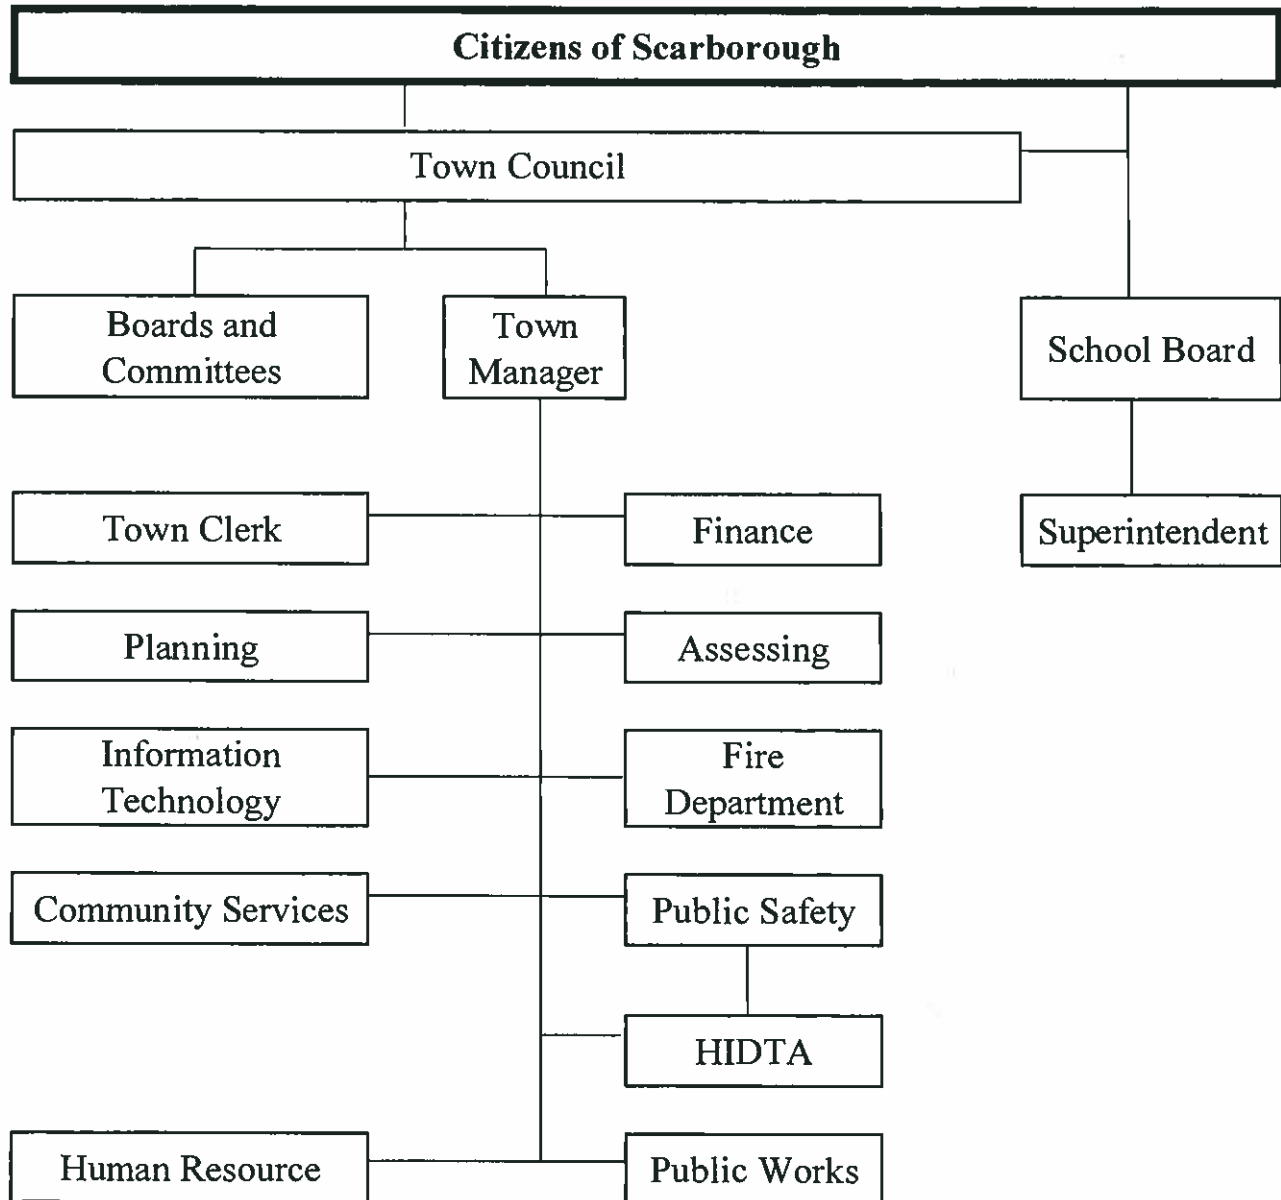 Citizens of Scarborough
Town Council
Boards and
Committees
Town
Manager
School Board
Town Clerk
Finance
Superintendent
Planning
Assessing
Information
Technology
Fire
Department
Community Services
Public Safety
HIDTA
Human Resource
Public Works